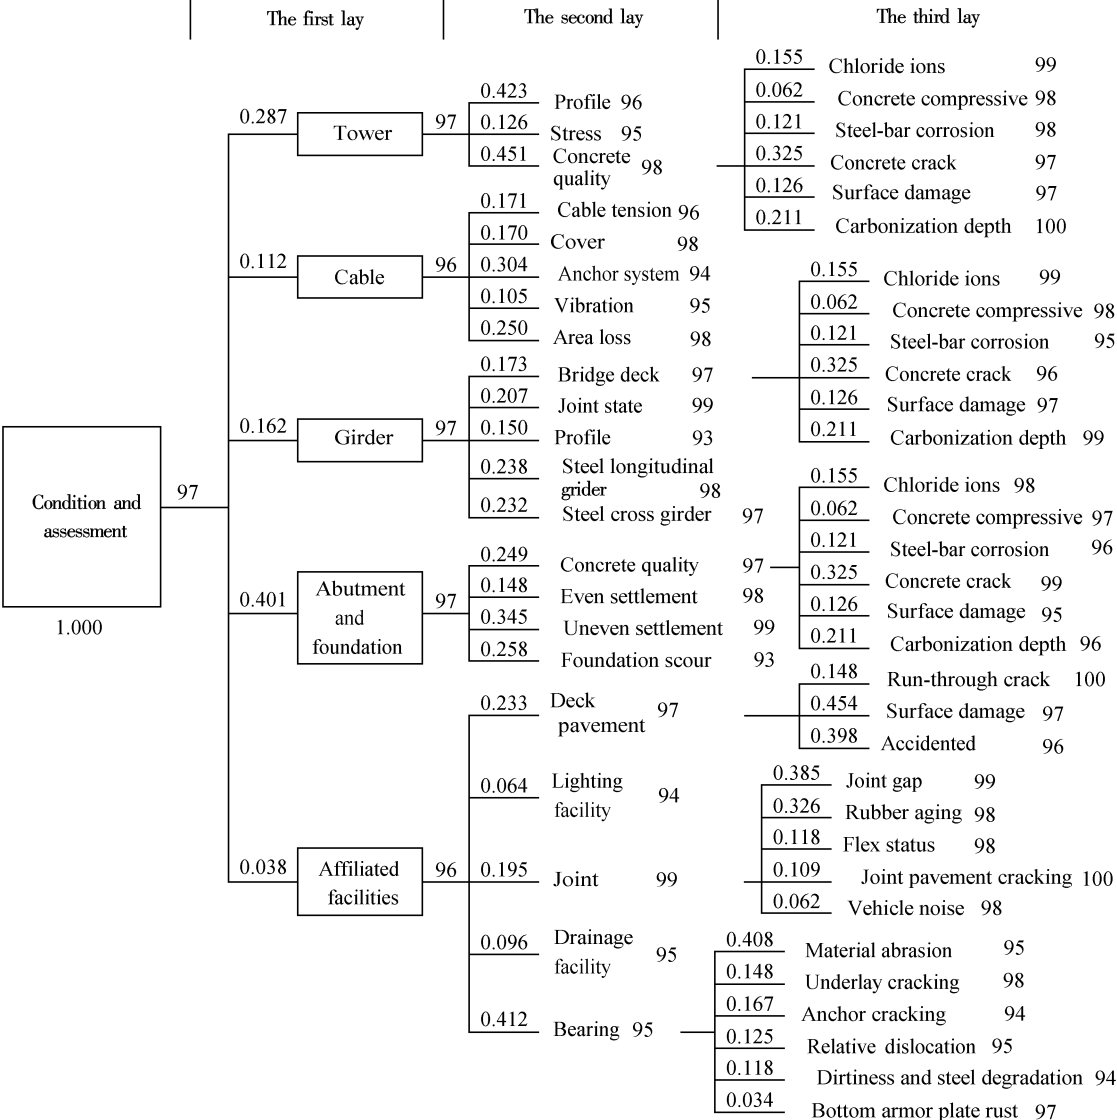 The first lay
The second lay
The third lay
Condition and
assessment
1.000
97
0.287
Tower
97
0.423
Profile 96
0.126
Stress 95
0.451
Concrete
quality 98
0.155
Chloride ions 99
0.062
Concrete compressive 98
0.121
Steel-bar corrosion 98
0.325
Concrete crack 97
0.126
Surface damage 97
0.211
Carbonization depth 100
0.112
Cable
96
0.171
Cable tension 96
0.170
Cover 98
0.304
Anchor system 94
0.105
Vibration 95
0.250
Area loss 98
0.162
Girder
97
0.173
Bridge deck 97
0.207
Joint state 99
0.150
Profile 93
0.238
Steel longitudinal
grider 98
0.232
Steel cross girder 97
0.155
Chloride ions 99
0.062
Concrete compressive 98
0.121
Steel-bar corrosion 95
0.325
Concrete crack 96
0.126
Surface damage 97
0.211
Carbonization depth 99
0.401
Abutment
and
foundation
97
0.249
Concrete quality 97
0.148
Even settlement 98
0.345
Uneven settlement 99
0.258
Foundation scour 93
0.155
Chloride ions 98
0.062
Concrete compressive 97
0.121
Steel-bar corrosion 96
0.325
Concrete crack 99
0.126
Surface damage 95
0.211
Carbonization depth 96
0.038
Affiliated
facilities
96
0.233
Deck
pavement 97
0.148
Run-through crack 100
0.454
Surface damage 97
0.398
Accidented 96
0.064
Lighting
facility 94
0.195
Joint 99
0.385
Joint gap 99
0.326
Rubber aging 98
0.118
Flex status 98
0.109
Joint pavement cracking 100
0.062
Vehicle noise 98
0.096
Drainage
facility 95
0.412
Bearing 95
0.408
Material abrasion 95
0.148
Underlay cracking 98
0.167
Anchor cracking 94
0.125
Relative dislocation 95
0.118
Dirtiness and steel degradation 94
0.034
Bottom armor plate rust 97